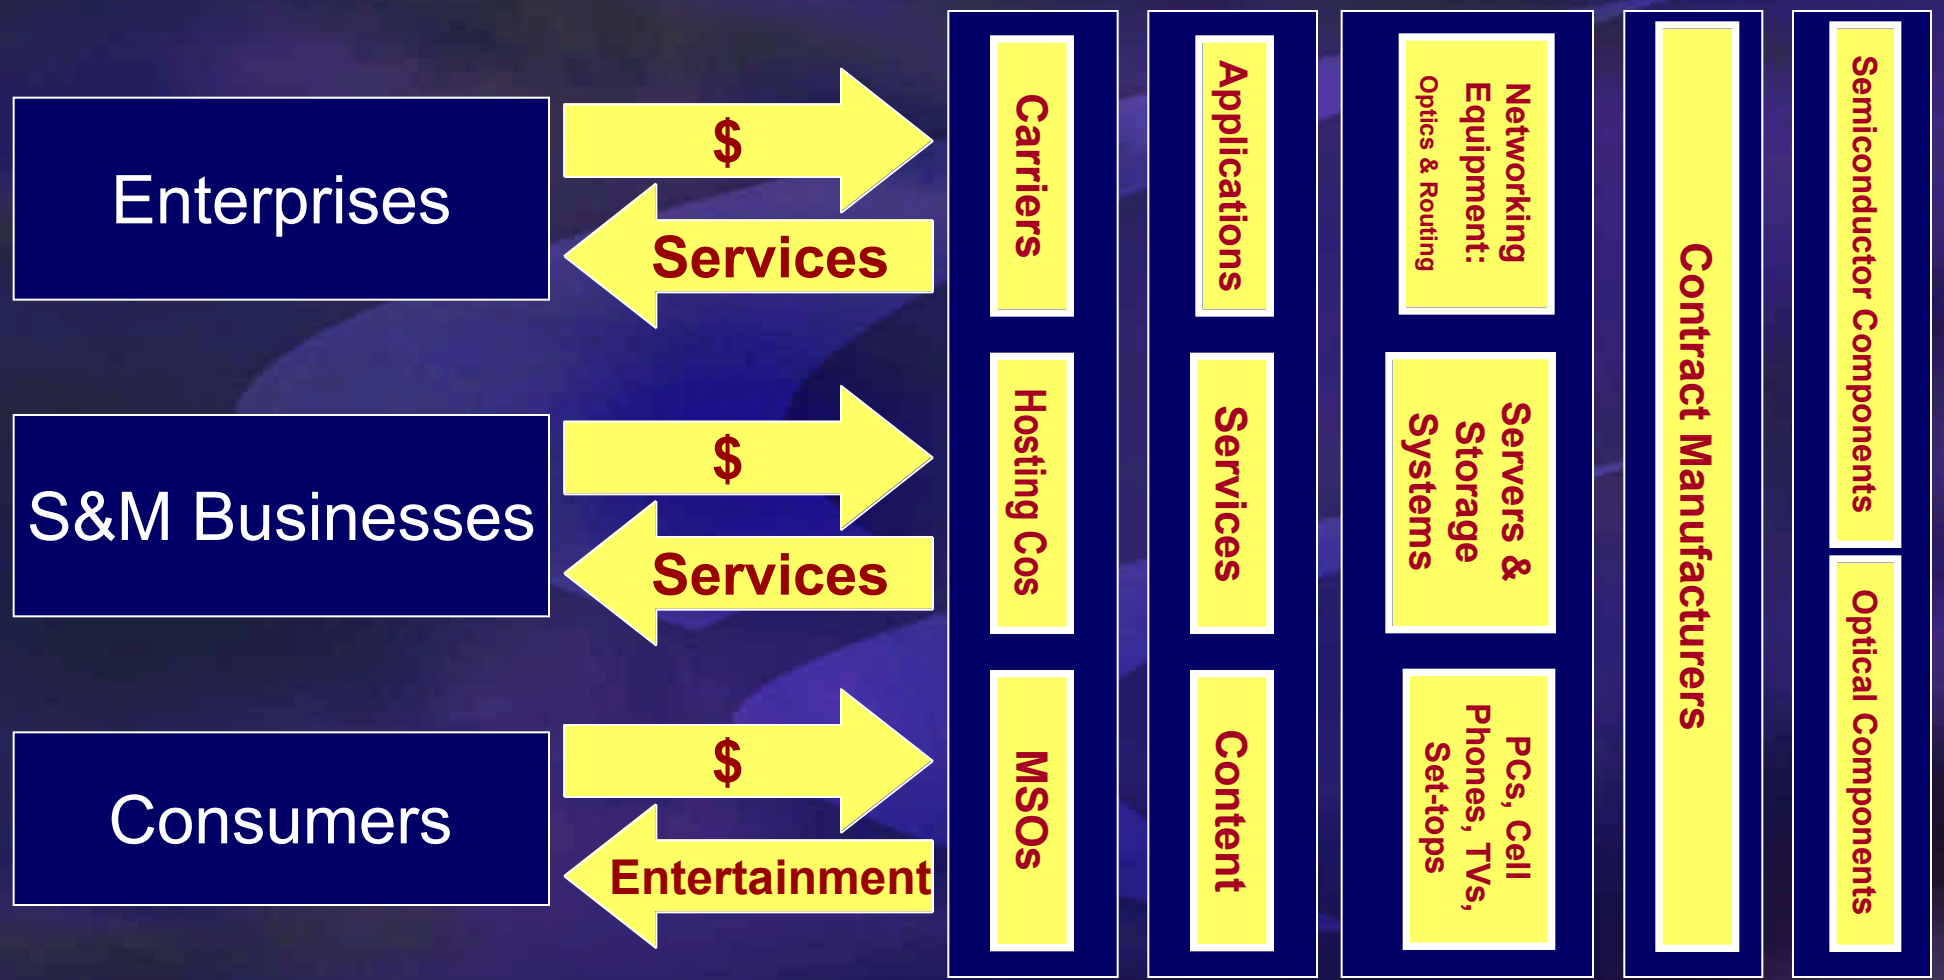 Enterprises
$
Services
S&M Businesses
$
Services
Consumers
$
Entertainment
Carriers
Hosting Cos
MSOs
Applications
Services
Content
Networking
Equipment:
Optics & Routing
Servers &
Storage
Systems
PCs, Cell
Phones, TVs,
Set-tops
Contract Manufacturers
Semiconductor Components
Optical Components